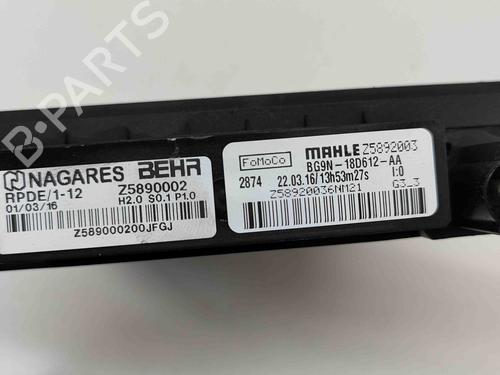 NAGARES BEHR
RPDE/1-12 Z5890002
01/03/16 H2.0 S0.1 P1.0
Z589000200JFGJ
FoMoCo MAHLE Z5892003
BG9N-18D612-AA
2874 22.03.16/13h53m27s I:0
Z58920036NM21 G3_3
B-PARTS